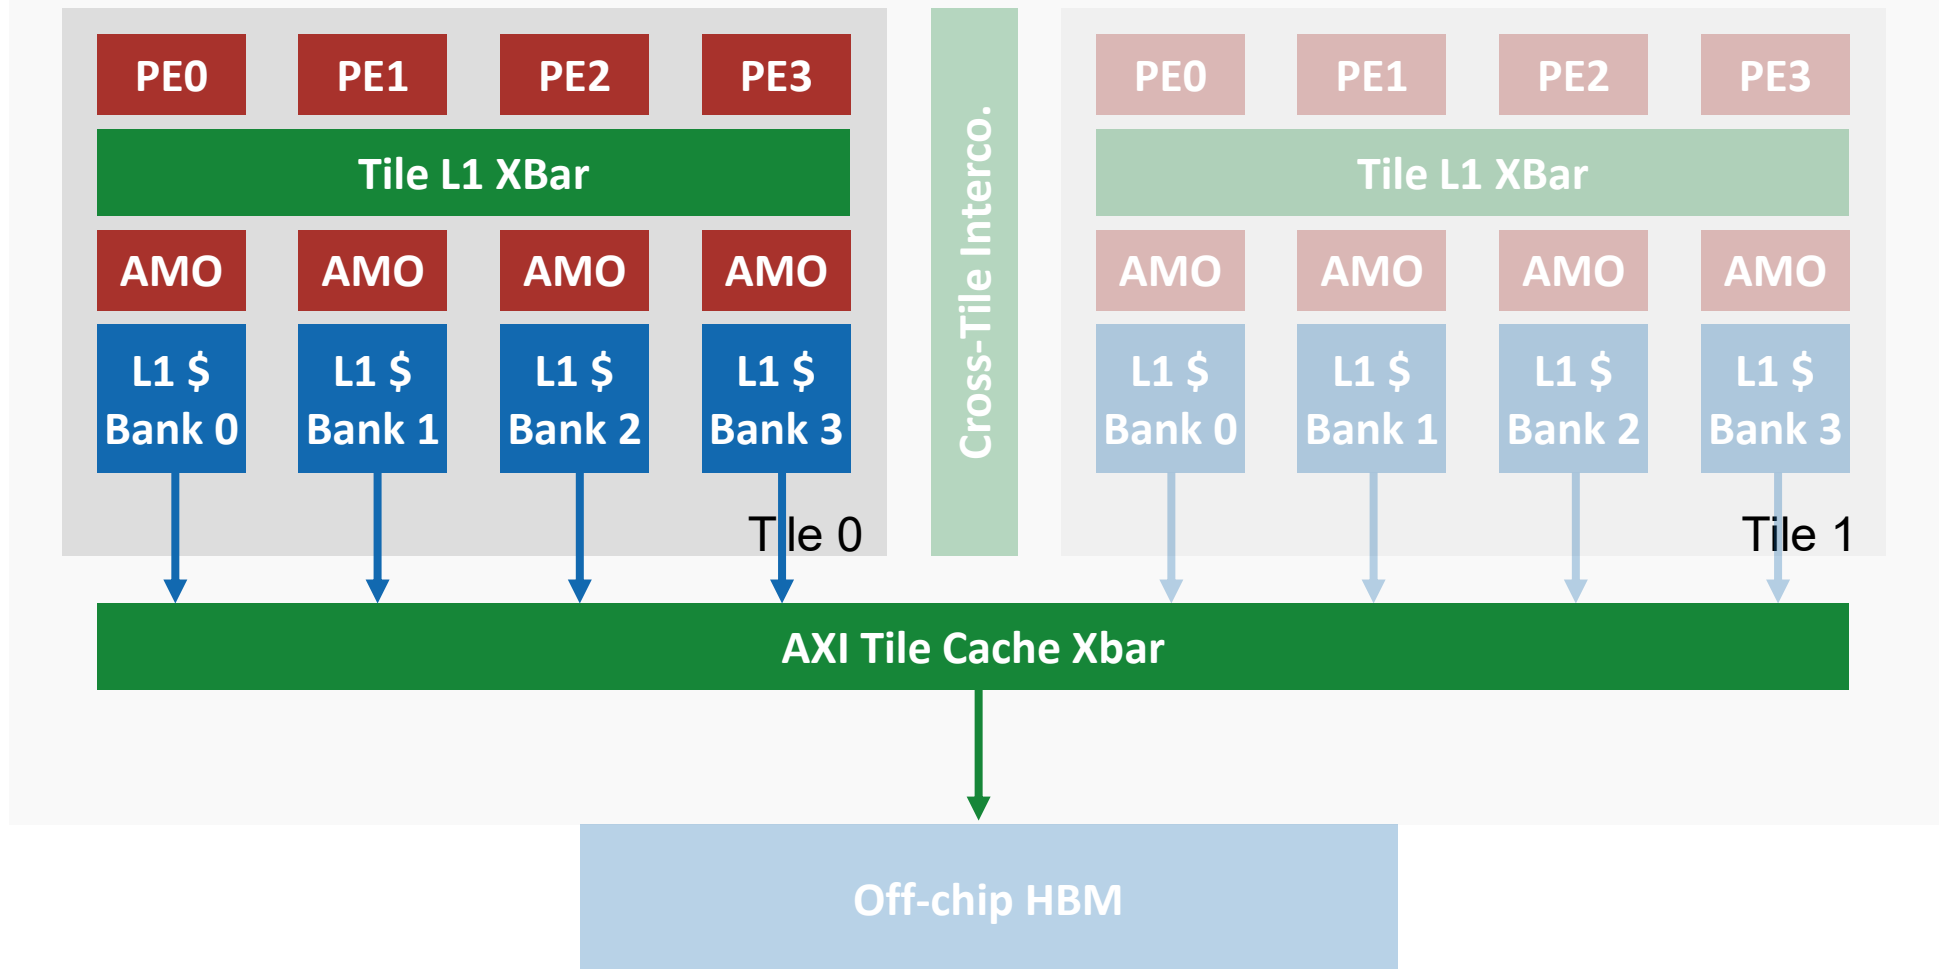 PE0 PE1 PE2 PE3
Tile L1 XBar
AMO AMO AMO AMO
L1 $ L1 $ L1 $ L1 $
Bank 0 Bank 1 Bank 2 Bank 3
Tile 0
Cross-Tile Interco.
PE0 PE1 PE2 PE3
Tile L1 XBar
AMO AMO AMO AMO
L1 $ L1 $ L1 $ L1 $
Bank 0 Bank 1 Bank 2 Bank 3
Tile 1
AXI Tile Cache Xbar
Off-chip HBM